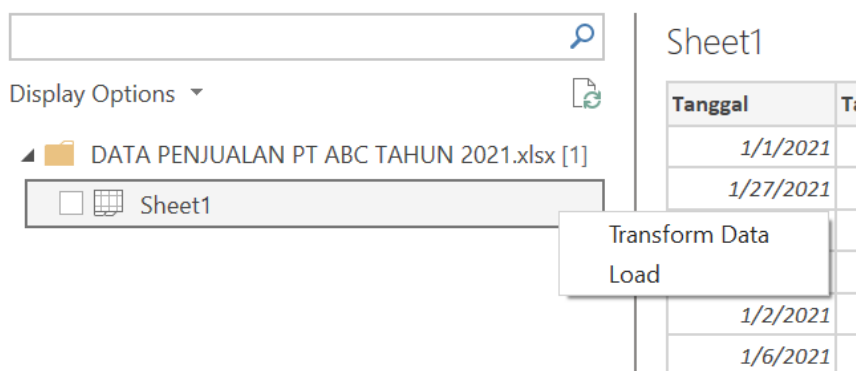 Display Options
DATA PENJUALAN PT ABC TAHUN 2021.xlsx [1]
Sheet1
Transform Data
Load
Sheet1
Tanggal
1/1/2021
1/27/2021
1/2/2021
1/6/2021